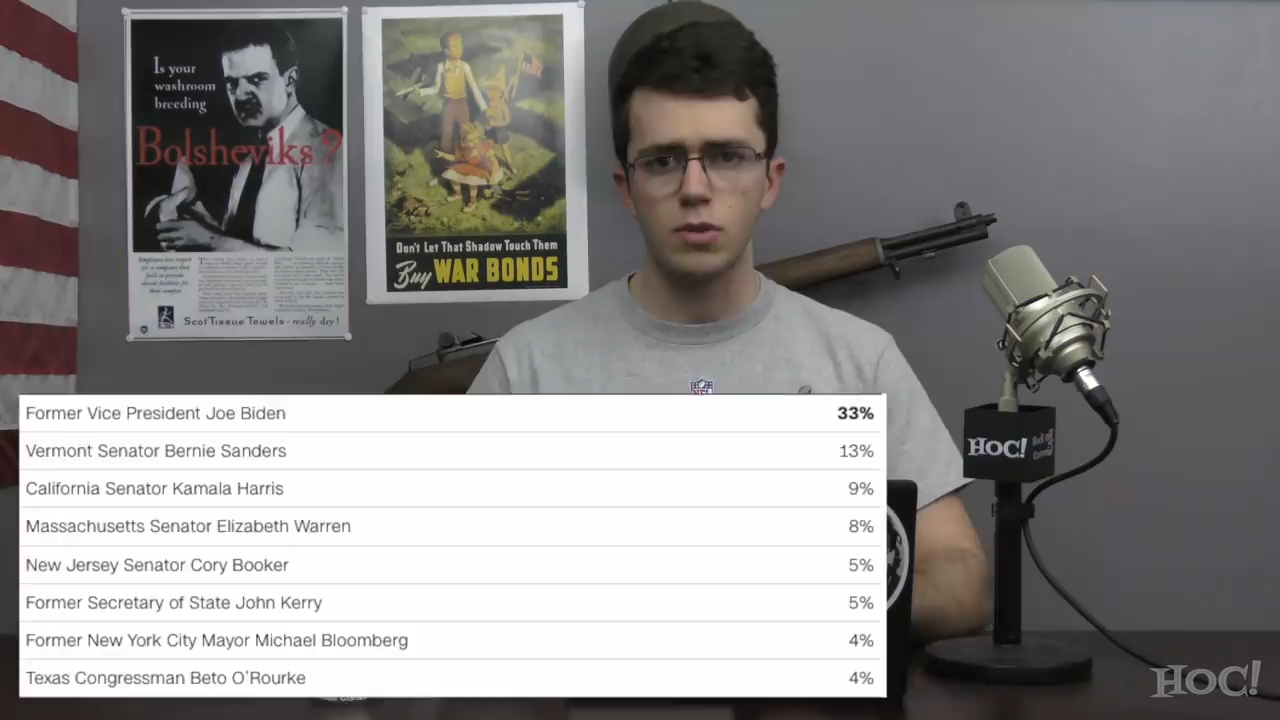 Is your
washroom
breeding
Bolsheviks?
ScotTissue Towels - really dry!
Don't Let That Shadow Touch Them
Buy WAR BONDS
NFL
Former Vice President Joe Biden 33%
Vermont Senator Bernie Sanders 13%
California Senator Kamala Harris 9%
Massachusetts Senator Elizabeth Warren 8%
New Jersey Senator Cory Booker 5%
Former Secretary of State John Kerry 5%
Former New York City Mayor Michael Bloomberg 4%
Texas Congressman Beto O'Rourke 4%
HOC!
HOC!